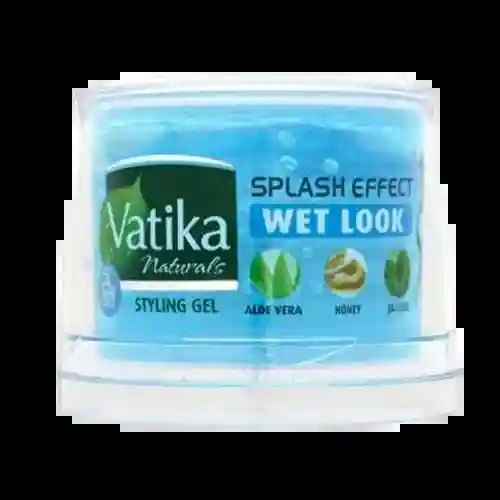 Vatika
Naturals
STYLING GEL
SPLASH EFFECT
WET LOOK
ALOE VERA
HONEY